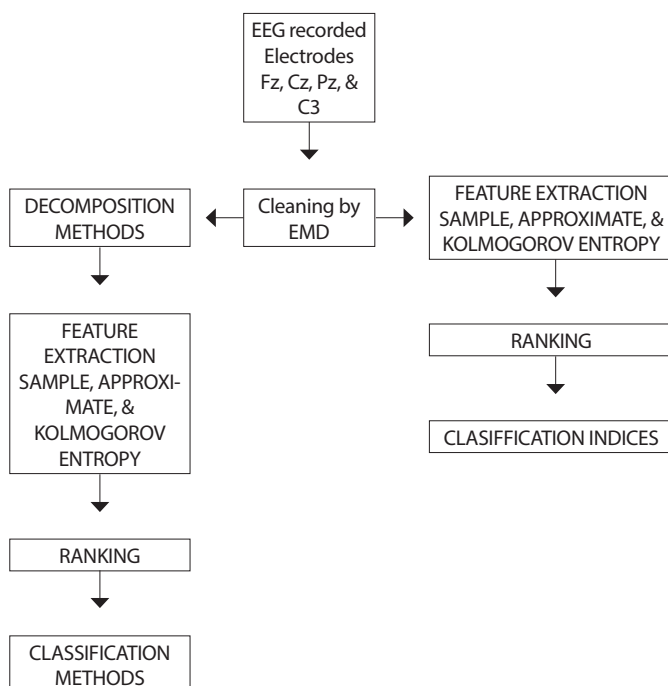 EEG recorded
Electrodes
Fz, Cz, Pz, &
C3
DECOMPOSITION
METHODS
Cleaning by
EMD
FEATURE EXTRACTION
SAMPLE, APPROXIMATE, &
KOLMOGOROV ENTROPY
FEATURE
EXTRACTION
SAMPLE, APPROXI-
MATE, &
KOLMOGOROV
ENTROPY
RANKING
CLASIFFICATION INDICES
RANKING
CLASSIFICATION
METHODS